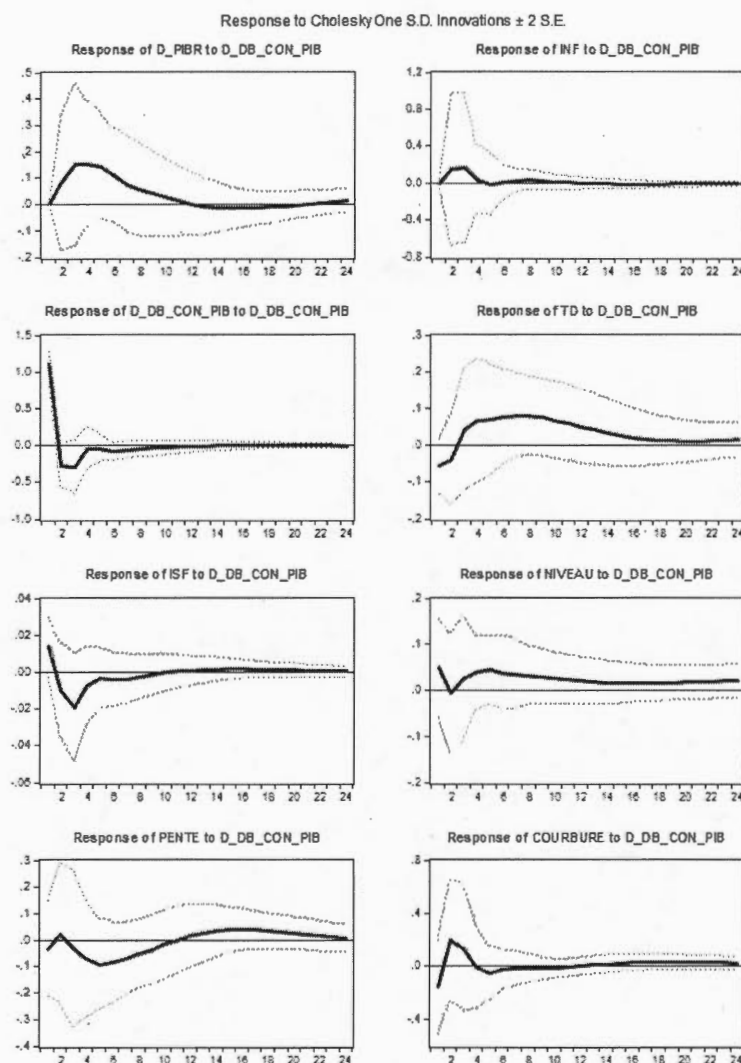 Response to Cholesky One S.D. Innovations ± 2 S.E.
Response of D_PIBR to D_DB_CON_PIB
.5
.4
.3
.2
.1
.0
-.1
-.2
2 4 6 8 10 12 14 16 18 20 22 24
Response of INF to D_DB_CON_PIB
1.2
0.8
0.4
0.0
-0.4
-0.8
2 4 6 8 10 12 14 16 18 20 22 24
Response of D_DB_CON_PIB to D_DB_CON_PIB
1.5
1.0
0.5
0.0
-0.5
-1.0
2 4 6 8 10 12 14 16 18 20 22 24
Response of TD to D_DB_CON_PIB
.3
.2
.1
.0
-.1
-.2
2 4 6 8 10 12 14 16 18 20 22 24
Response of ISF to D_DB_CON_PIB
.04
.02
.00
-.02
-.04
-.06
2 4 6 8 10 12 14 16 18 20 22 24
Response of NIVEAU to D_DB_CON_PIB
.2
.1
.0
-.1
-.2
2 4 6 8 10 12 14 16 18 20 22 24
Response of PENTE to D_DB_CON_PIB
.3
.2
.1
.0
-.1
-.2
-.3
-.4
2 4 6 8 10 12 14 16 18 20 22 24
Response of COURBURE to D_DB_CON_PIB
.8
.4
.0
-.4
2 4 6 8 10 12 14 16 18 20 22 24